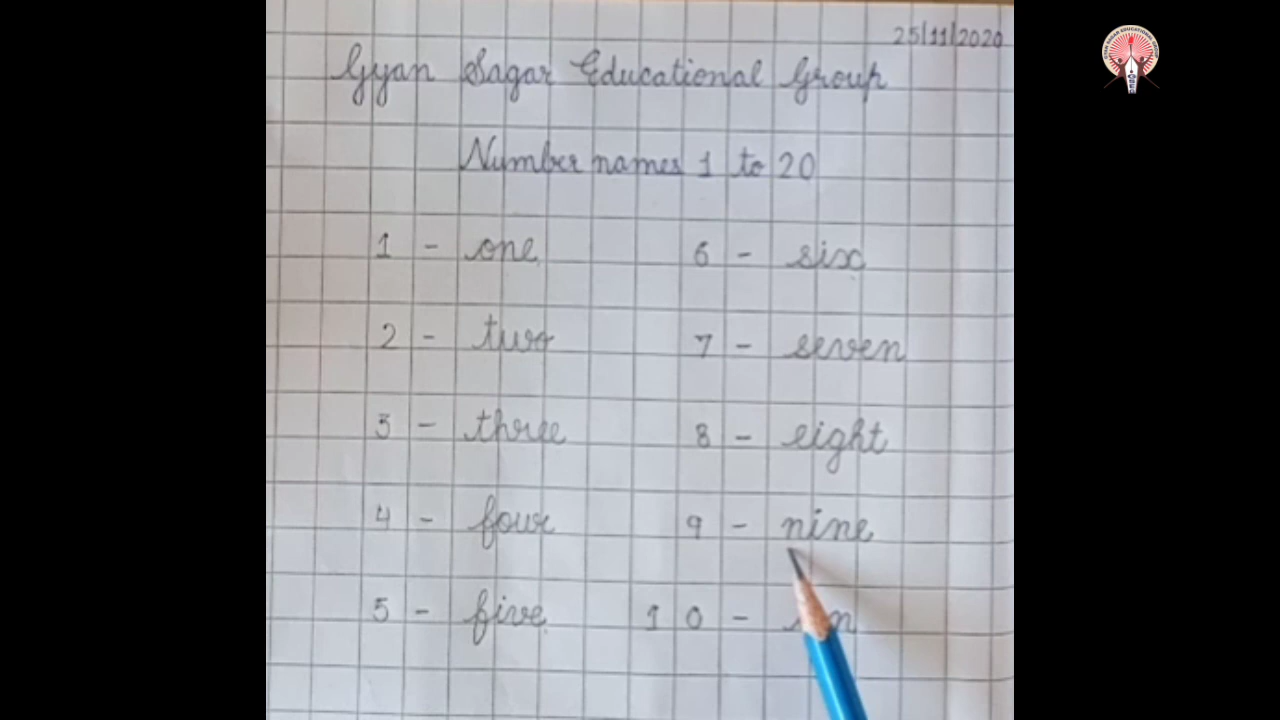 25/11/2020
Gyan Sagar Educational Group
Number names 1 to 20
1 - one 6 - six
2 - two 7 - seven
3 - three 8 - eight
4 - four 9 - nine
5 - five 10 -